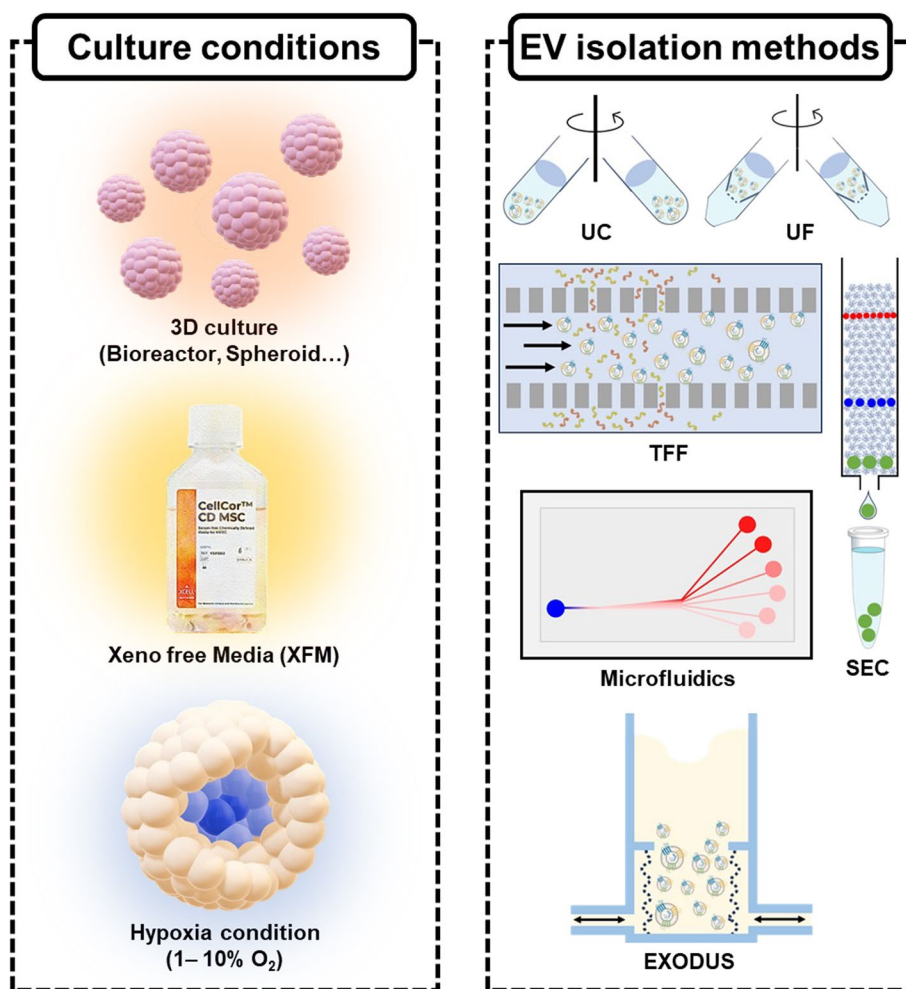 Culture conditions
3D culture
(Bioreactor, Spheroid...)
CellCor™
CD MSC
XCELL
Xeno free Media (XFM)
Hypoxia condition
(1– 10% O₂)
EV isolation methods
UC
UF
TFF
SEC
Microfluidics
EXODUS